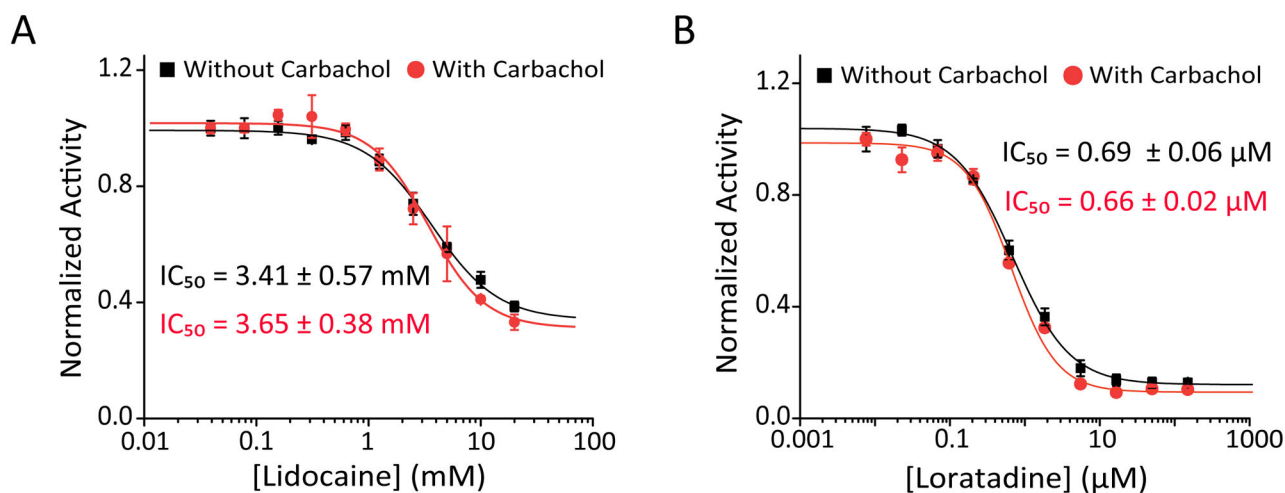 A
Without Carbachol With Carbachol
1.2
0.8
0.4
0.0
Normalized Activity
IC₅₀ = 3.41 ± 0.57 mM
IC₅₀ = 3.65 ± 0.38 mM
0.01 0.1 1 10 100
[Lidocaine] (mM)
B
Without Carbachol With Carbachol
1.2
0.8
0.4
0.0
Normalized Activity
IC₅₀ = 0.69 ± 0.06 µM
IC₅₀ = 0.66 ± 0.02 µM
0.001 0.1 10 1000
[Loratadine] (µM)